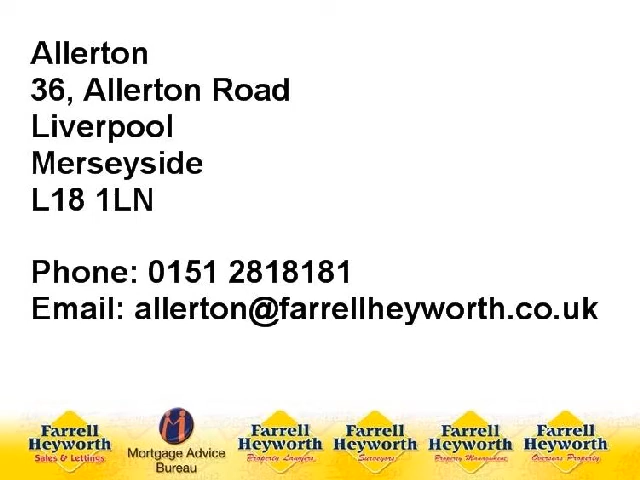 Allerton
36, Allerton Road
Liverpool
Merseyside
L18 1LN
Phone: 0151 2818181
Email: allerton@farrellheyworth.co.uk
Farrell
Heyworth
Sales & Lettings
Mortgage Advice
Bureau
Farrell
Heyworth
Property Lawyers
Farrell
Heyworth
Surveyors
Farrell
Heyworth
Property Management
Farrell
Heyworth
Overseas Property